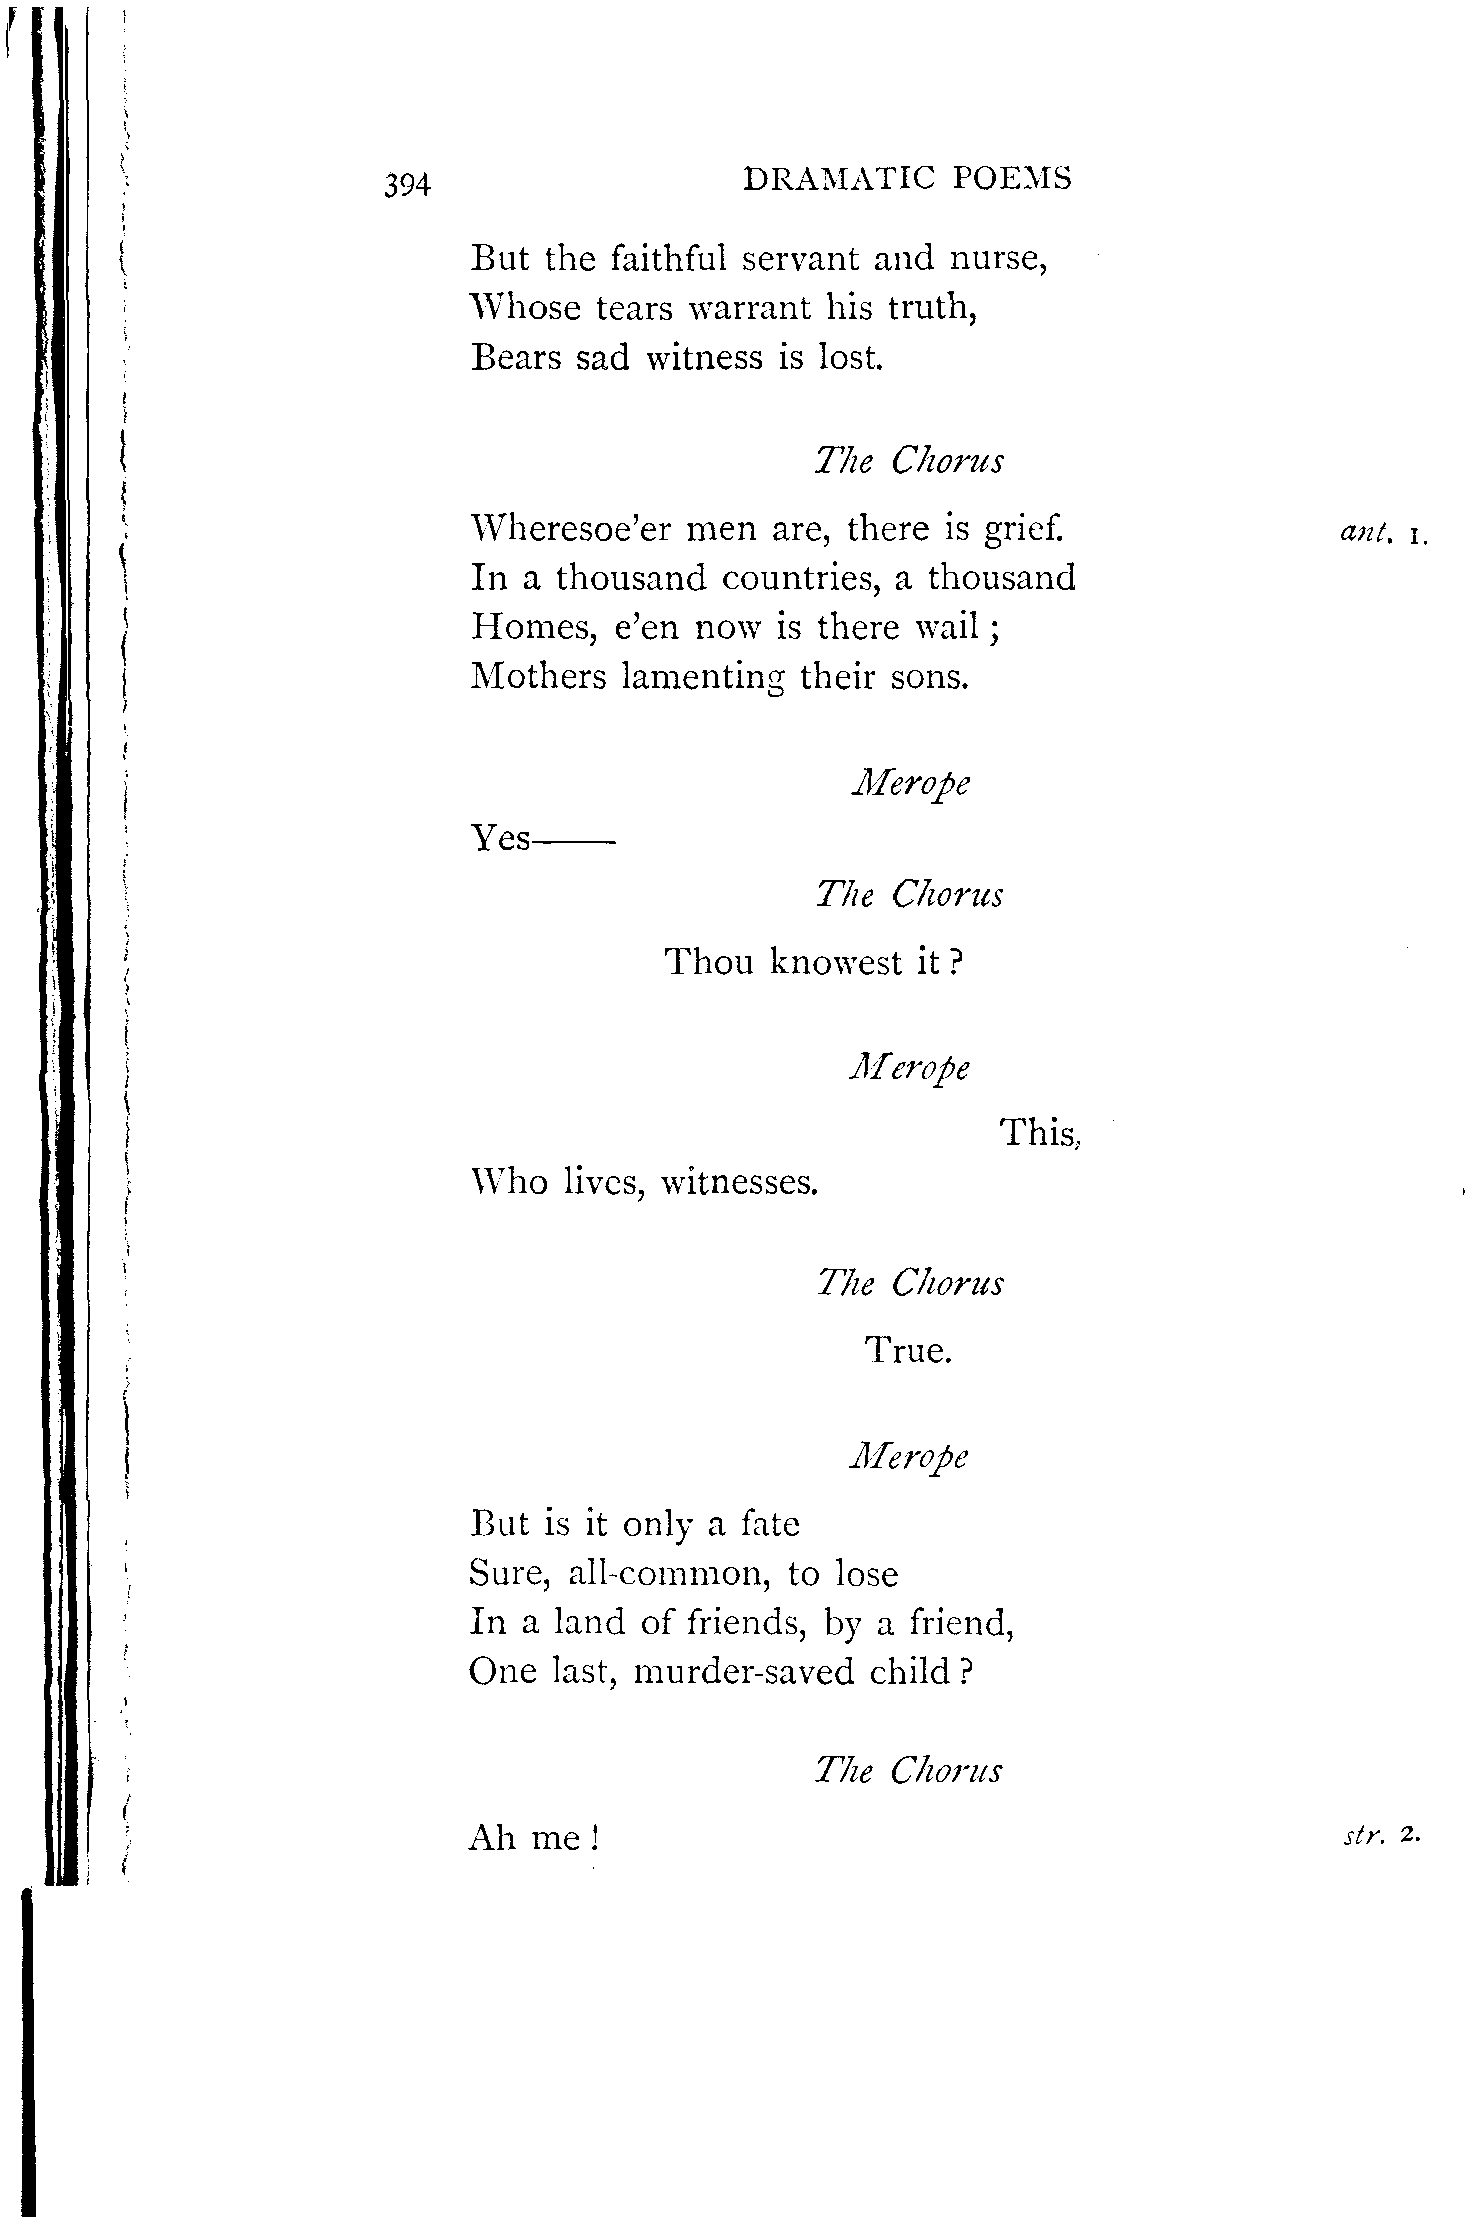 394 DRAMATIC POEMS
But the faithful servant and nurse,
Whose tears warrant his truth,
Bears sad witness is lost.
The Chorus
Wheresoe'er men are, there is grief. ant. 1.
In a thousand countries, a thousand
Homes, e'en now is there wail ;
Mothers lamenting their sons.
Merope
Yes——
The Chorus
Thou knowest it ?
Merope
This,
Who lives, witnesses.
The Chorus
True.
Merope
But is it only a fate
Sure, all-common, to lose
In a land of friends, by a friend,
One last, murder-saved child ?
The Chorus
Ah me ! str. 2.